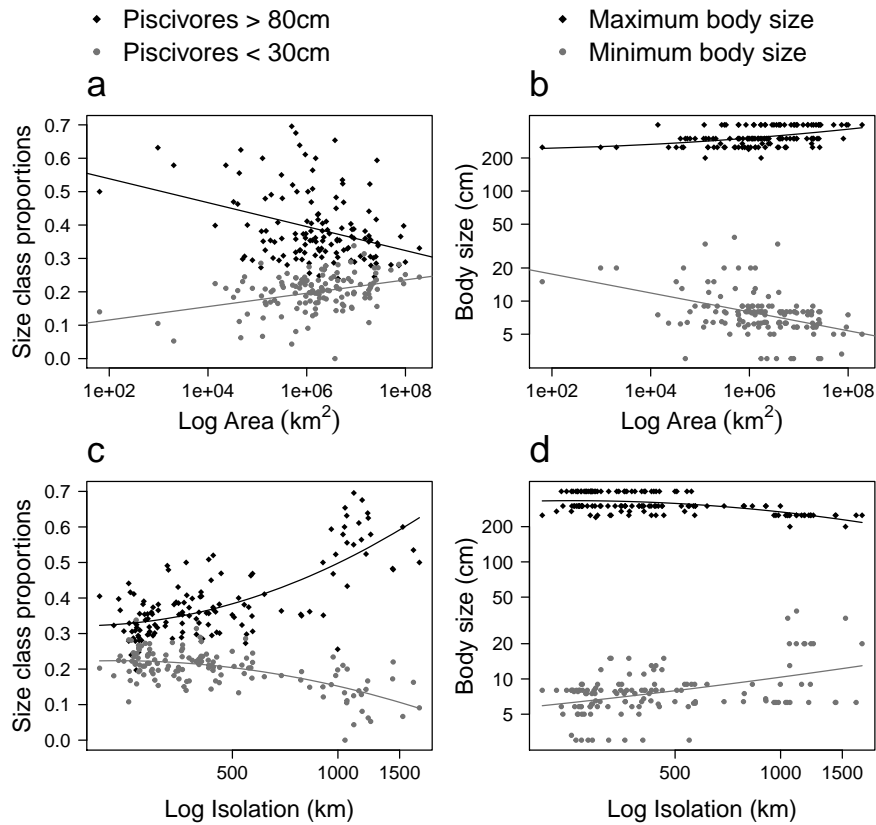 Piscivores > 80cm
Piscivores < 30cm
Maximum body size
Minimum body size
a
0.7
0.6
0.5
0.4
0.3
0.2
0.1
0.0
Size class proportions
1e+02 1e+04 1e+06 1e+08
Log Area (km²)
b
200
100
50
20
10
5
Body size (cm)
1e+02 1e+04 1e+06 1e+08
Log Area (km²)
c
0.7
0.6
0.5
0.4
0.3
0.2
0.1
0.0
Size class proportions
500 1000 1500
Log Isolation (km)
d
200
100
50
20
10
5
Body size (cm)
500 1000 1500
Log Isolation (km)